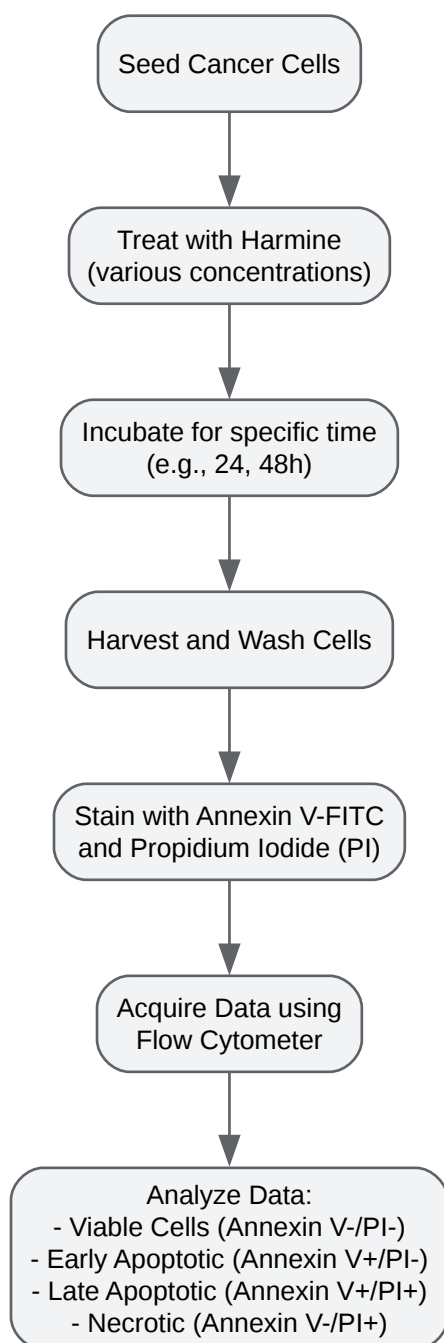 Seed Cancer Cells
Treat with Harmine
(various concentrations)
Incubate for specific time
(e.g., 24, 48h)
Harvest and Wash Cells
Stain with Annexin V-FITC
and Propidium Iodide (PI)
Acquire Data using
Flow Cytometer
Analyze Data:
- Viable Cells (Annexin V-/PI-)
- Early Apoptotic (Annexin V+/PI-)
- Late Apoptotic (Annexin V+/PI+)
- Necrotic (Annexin V-/PI+)